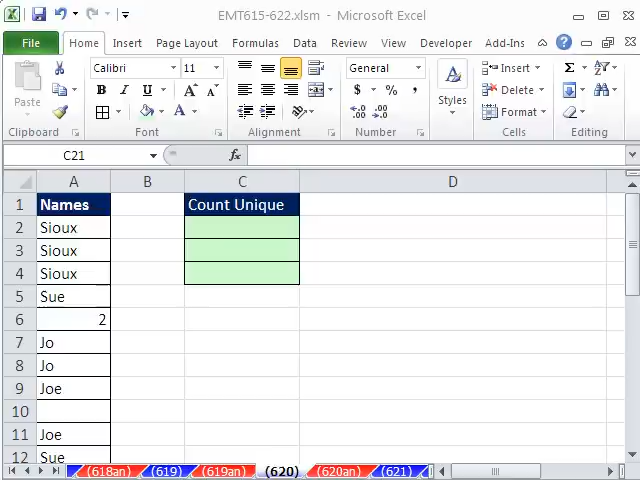 EMT615-622.xlsm - Microsoft Excel
File Home Insert Page Layout Formulas Data Review View Developer Add-Ins
Paste
Clipboard
Calibri 11
B I U
A A
Font
Alignment
General
$ % ,
Number
A
Styles
Insert
Delete
Format
Cells
Σ
Editing
C21 fx
A B C D
1 Names Count Unique
2 Sioux
3 Sioux
4 Sioux
5 Sue
6 2
7 Jo
8 Jo
9 Joe
10
11 Joe
12 Sue
(618an) (619) (619an) (620) (620an) (621)